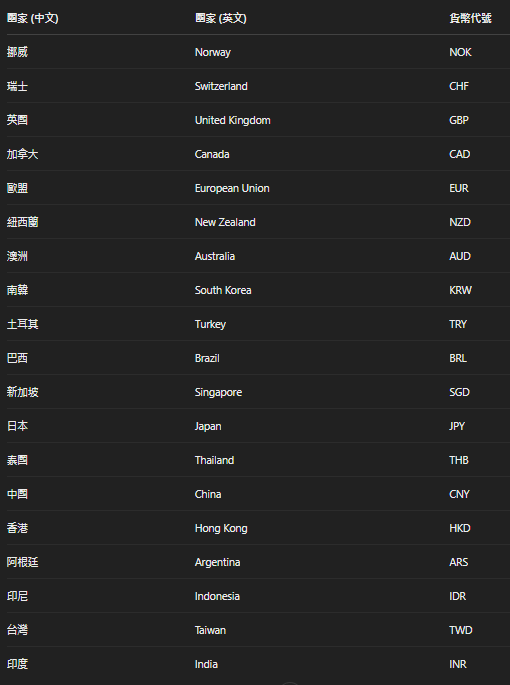 國家 (中文) 國家 (英文) 貨幣代號
挪威 Norway NOK
瑞士 Switzerland CHF
英國 United Kingdom GBP
加拿大 Canada CAD
歐盟 European Union EUR
紐西蘭 New Zealand NZD
澳洲 Australia AUD
南韓 South Korea KRW
土耳其 Turkey TRY
巴西 Brazil BRL
新加坡 Singapore SGD
日本 Japan JPY
泰國 Thailand THB
中國 China CNY
香港 Hong Kong HKD
阿根廷 Argentina ARS
印尼 Indonesia IDR
台灣 Taiwan TWD
印度 India INR